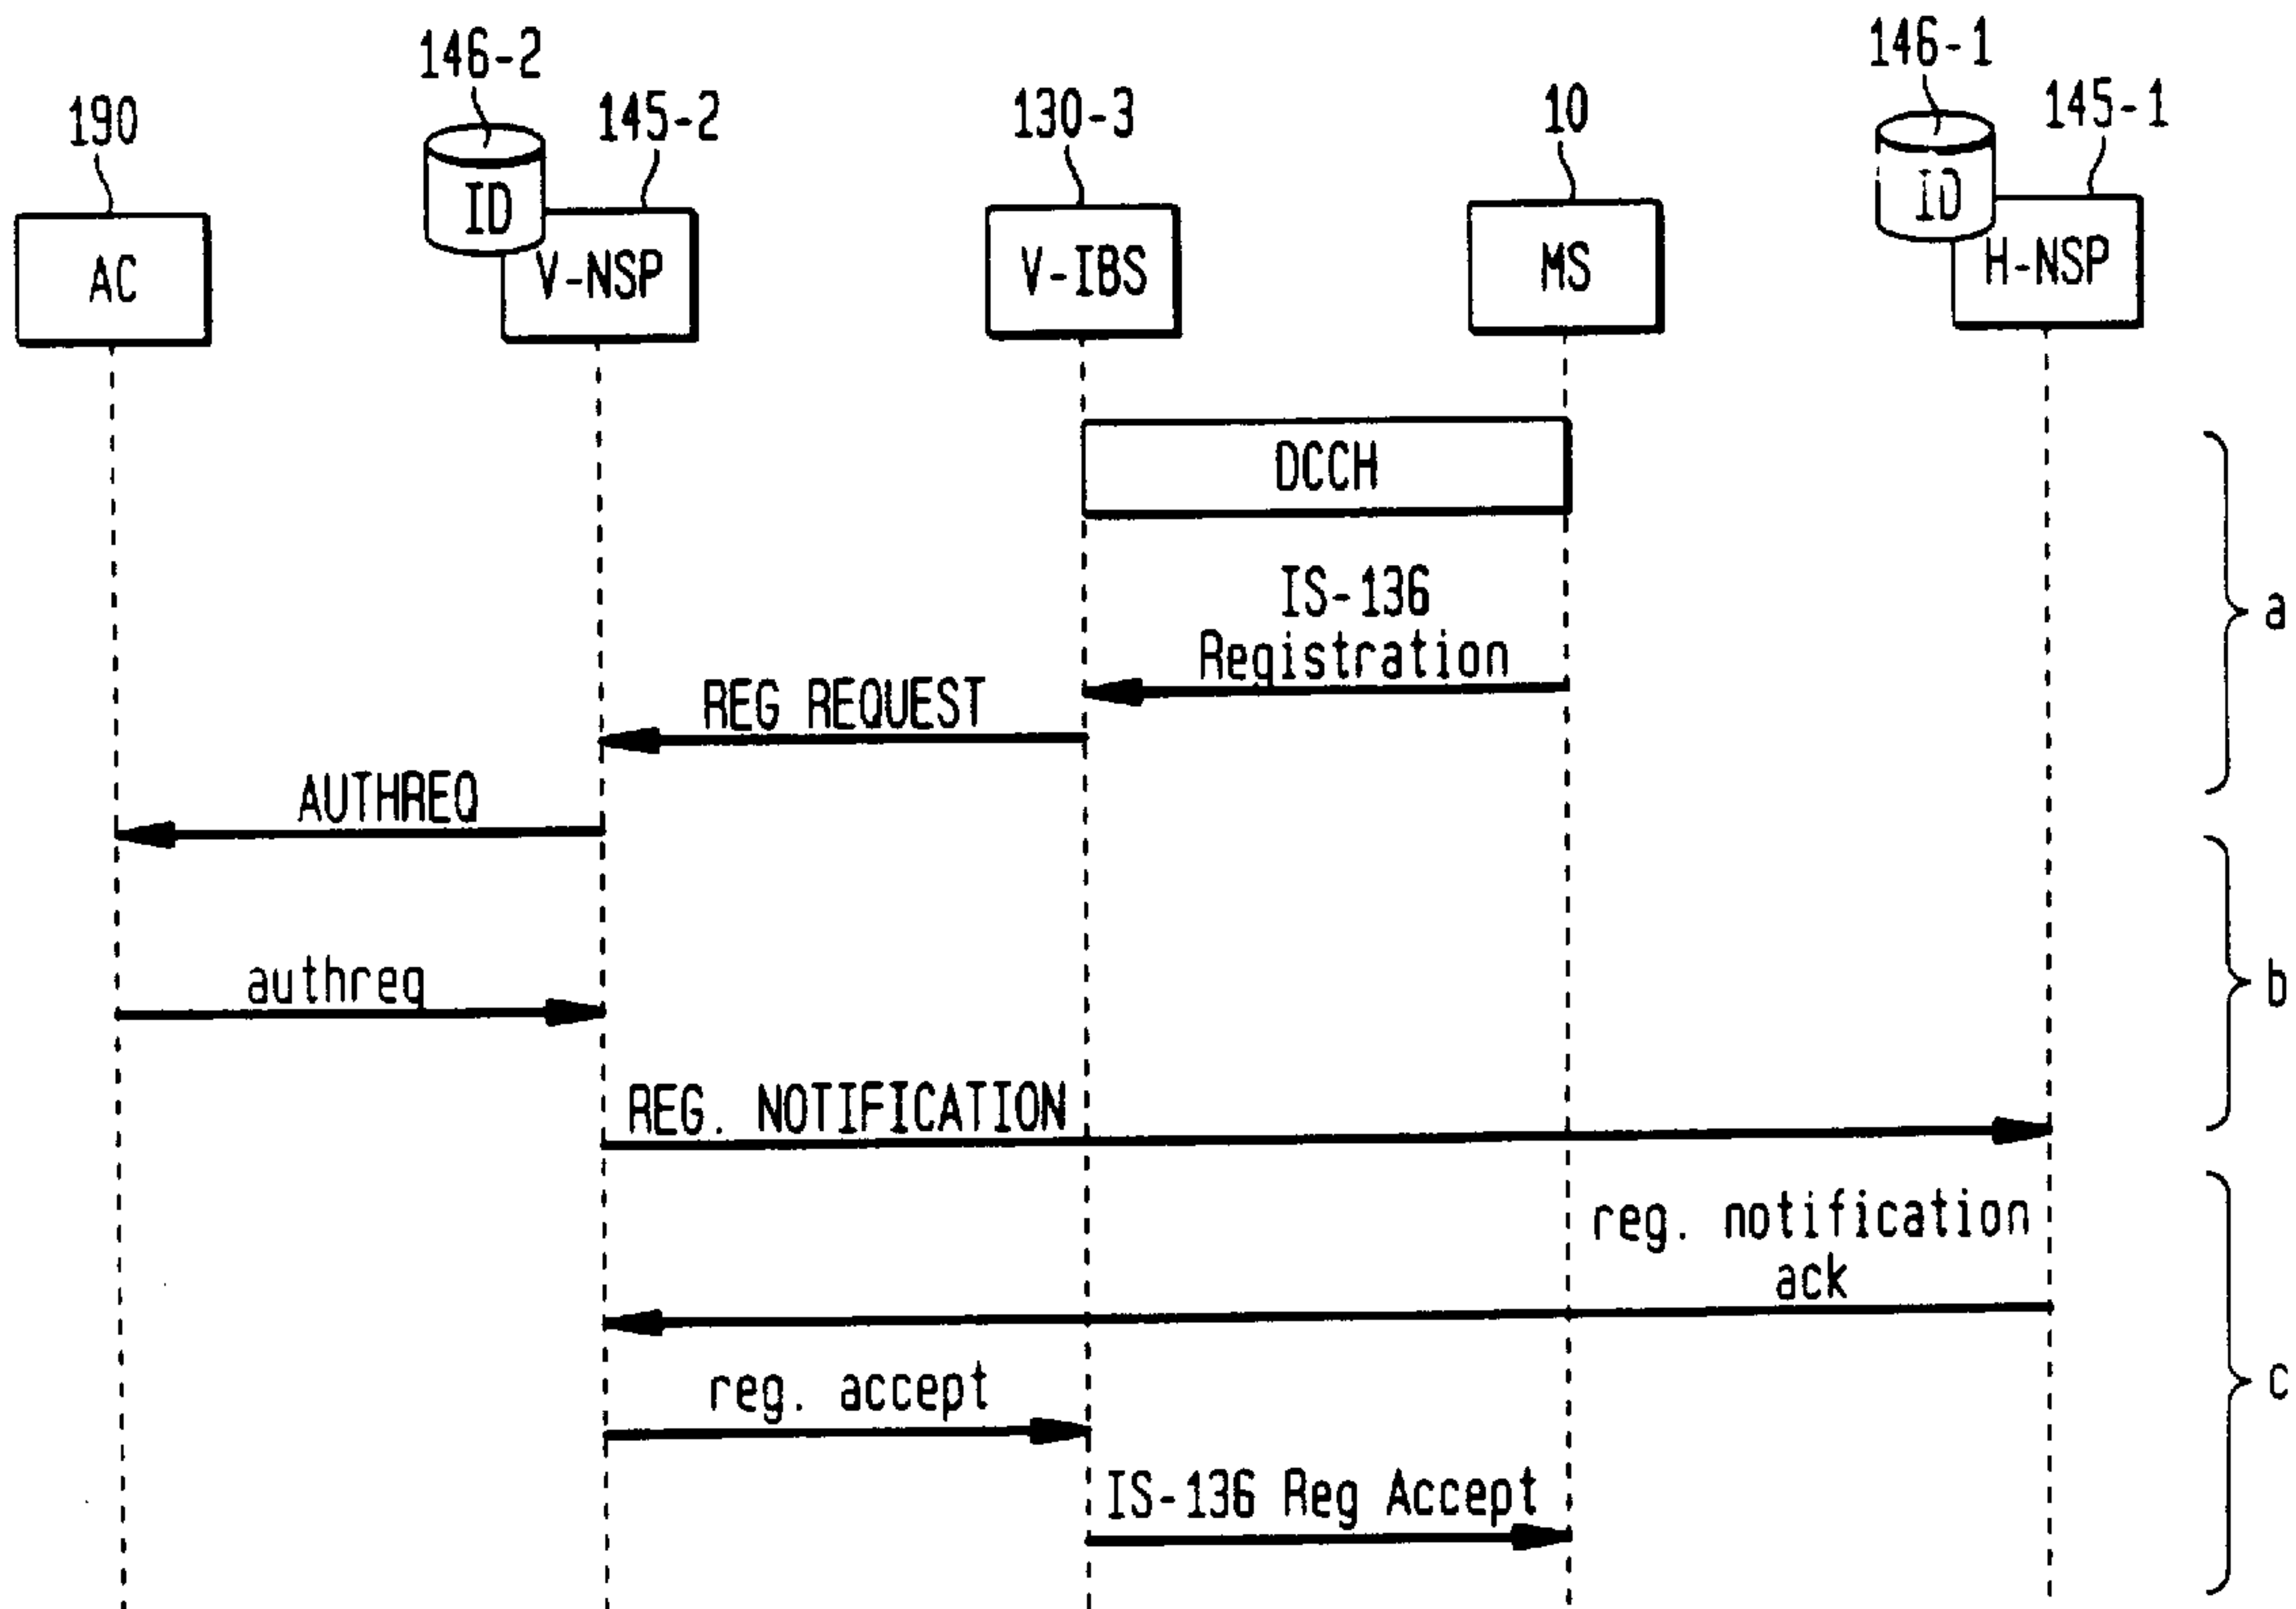 146-2
146-1
190
145-2
130-3
10
145-1
ID
ID
AC
V-NSP
V-IBS
MS
H-NSP
DCCH
IS-136
Registration
a
REG REQUEST
AUTHREQ
authreq
b
REG. NOTIFICATION
reg. notification
ack
reg. accept
c
IS-136 Reg Accept